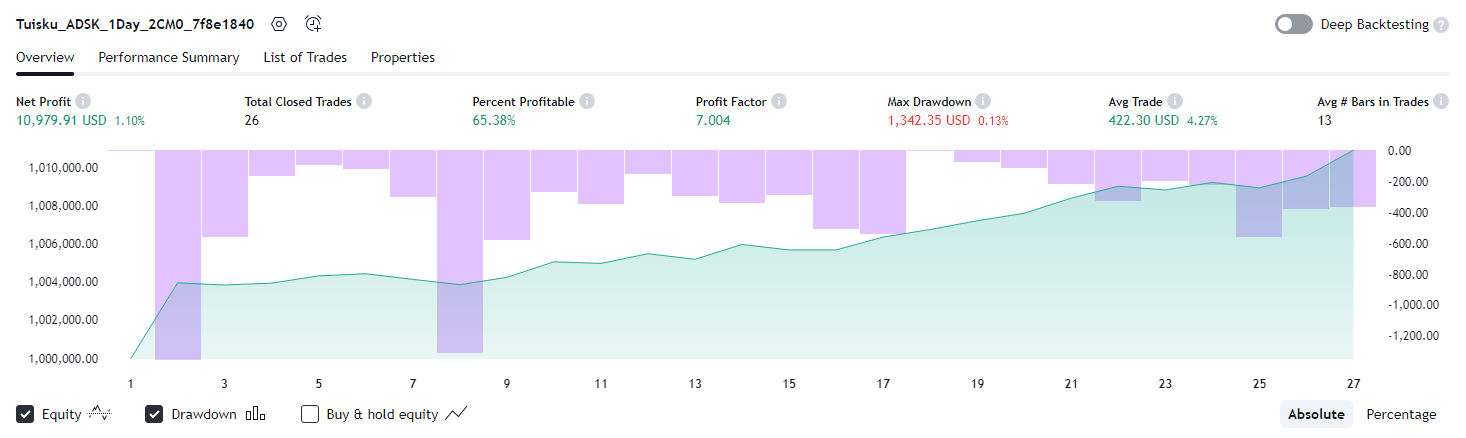 Tuisku_ADSK_1Day_2CM0_7f8e1840
Deep Backtesting ?
Overview Performance Summary List of Trades Properties
Net Profit Total Closed Trades Percent Profitable Profit Factor Max Drawdown Avg Trade Avg # Bars in Trades
10,979.91 USD 1.10% 26 65.38% 7.004 1,342.35 USD 0.13% 422.30 USD 4.27% 13
1,010,000.00
1,008,000.00
1,006,000.00
1,004,000.00
1,002,000.00
1,000,000.00
0.00
-200.00
-400.00
-600.00
-800.00
-1,000.00
-1,200.00
1 3 5 7 9 11 13 15 17 19 21 23 25 27
Equity Drawdown Buy & hold equity Absolute Percentage